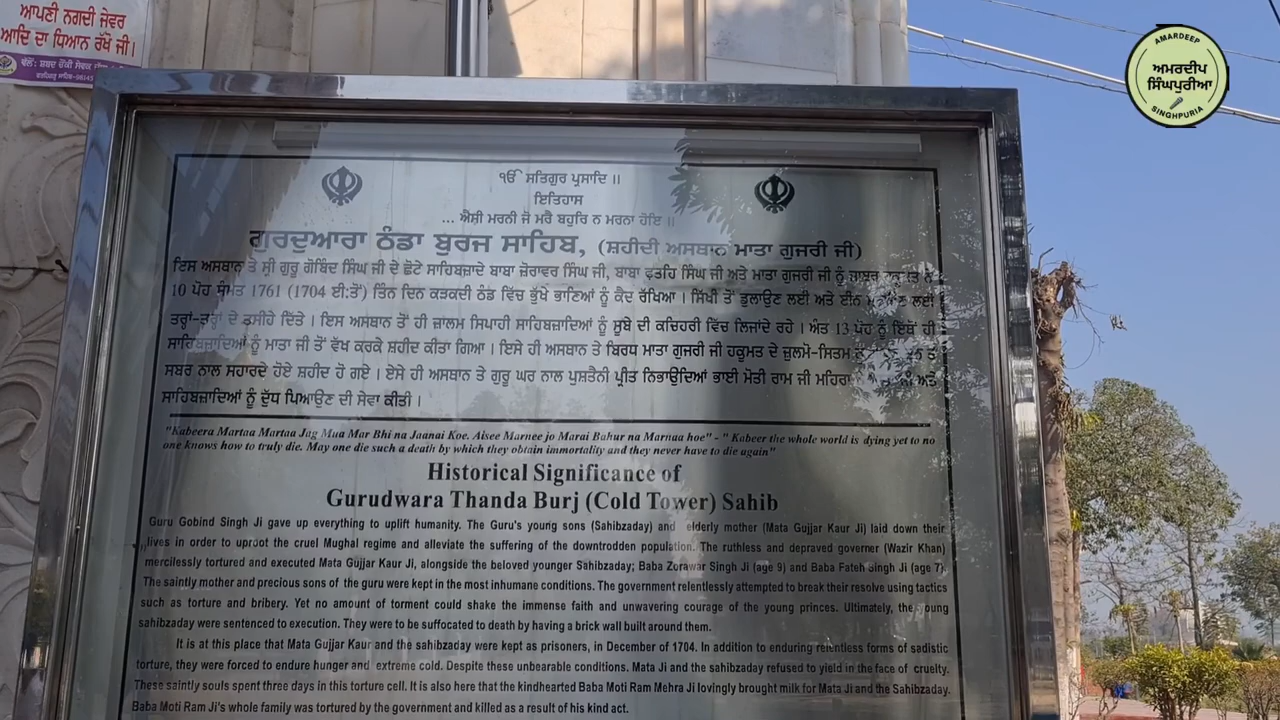 ਆਪਣੀ ਨਗਦੀ ਜੇਵਰ
ਆਦਿ ਦਾ ਧਿਆਨ ਰੱਖੋ ਜੀ।
AMARDEEP
ਅਮਰਦੀਪ
ਸਿੰਘਪੁਰੀਆ
SINGHPURIA
ੴ ਸਤਿਗੁਰ ਪ੍ਰਸਾਦਿ ॥
ਇਤਿਹਾਸ
... ਐਸੀ ਮਰਨੀ ਜੋ ਮਰੈ ਬਹੁਰਿ ਨ ਮਰਨਾ ਹੋਇ ॥
ਗੁਰਦੁਆਰਾ ਠੰਡਾ ਬੁਰਜ ਸਾਹਿਬ, (ਸ਼ਹੀਦੀ ਅਸਥਾਨ ਮਾਤਾ ਗੁਜਰੀ ਜੀ)
ਇਸ ਅਸਥਾਨ ਤੇ ਸ੍ਰੀ ਗੁਰੂ ਗੋਬਿੰਦ ਸਿੰਘ ਜੀ ਦੇ ਛੋਟੇ ਸਾਹਿਬਜ਼ਾਦੇ ਬਾਬਾ ਜ਼ੋਰਾਵਰ ਸਿੰਘ ਜੀ, ਬਾਬਾ ਫਤਹਿ ਸਿੰਘ ਜੀ ਅਤੇ ਮਾਤਾ ਗੁਜਰੀ ਜੀ ਨੂੰ ਜਾਬਰ
10 ਪੋਹ ਸੰਮਤ 1761 (1704 ਈ:ਤੋਂ) ਤਿੰਨ ਦਿਨ ਕੜਕਦੀ ਠੰਡ ਵਿੱਚ ਭੁੱਖੇ ਭਾਣਿਆਂ ਨੂੰ ਕੈਦ ਰੱਖਿਆ। ਸਿੱਖੀ ਤੋਂ ਡੁਲਾਉਣ ਲਈ ਅਤੇ ਈਨ ਲਈ
ਤਰ੍ਹਾਂ-ਤਰ੍ਹਾਂ ਦੇ ਤਸੀਹੇ ਦਿੱਤੇ। ਇਸ ਅਸਥਾਨ ਤੋਂ ਹੀ ਜ਼ਾਲਮ ਸਿਪਾਹੀ ਸਾਹਿਬਜ਼ਾਦਿਆਂ ਨੂੰ ਸੂਬੇ ਦੀ ਕਚਿਹਰੀ ਵਿੱਚ ਲਿਜਾਂਦੇ ਰਹੇ। ਅੰਤ 13 ਪੋਹ ਨੂੰ ਇਥੋਂ ਹੀ
ਸਾਹਿਬਜ਼ਾਦਿਆਂ ਨੂੰ ਮਾਤਾ ਜੀ ਤੋਂ ਵੱਖ ਕਰਕੇ ਸ਼ਹੀਦ ਕੀਤਾ ਗਿਆ। ਇਸੇ ਹੀ ਅਸਥਾਨ ਤੇ ਬਿਰਧ ਮਾਤਾ ਗੁਜਰੀ ਜੀ ਹਕੂਮਤ ਦੇ ਜ਼ੁਲਮੋ-ਸਿਤਮ
ਸਬਰ ਨਾਲ ਸਹਾਰਦੇ ਹੋਏ ਸ਼ਹੀਦ ਹੋ ਗਏ। ਏਸੇ ਹੀ ਅਸਥਾਨ ਤੇ ਗੁਰੂ ਘਰ ਨਾਲ ਪੁਸ਼ਤੈਨੀ ਪ੍ਰੀਤ ਨਿਭਾਉਂਦਿਆਂ ਭਾਈ ਮੋਤੀ ਰਾਮ ਜੀ ਅਤੇ
ਸਾਹਿਬਜ਼ਾਦਿਆਂ ਨੂੰ ਦੁੱਧ ਪਿਆਉਣ ਦੀ ਸੇਵਾ ਕੀਤੀ।
"Kabeera Martaa Martaa Jag Mua Mar Bhi na Jaanai Koe. Aisee Marnee jo Marai Bahur na Marnaa hoe" - " Kabeer the whole world is dying yet to no
one knows how to truly die. May one die such a death by which they obtain immortality and they never have to die again"
Historical Significance of
Gurudwara Thanda Burj (Cold Tower) Sahib
Guru Gobind Singh Ji gave up everything to uplift humanity. The Guru's young sons (Sahibzaday) and elderly mother (Mata Gujjar Kaur Ji) laid down their
lives in order to uproot the cruel Mughal regime and alleviate the suffering of the downtrodden population. The ruthless and depraved governer (Wazir Khan)
mercilessly tortured and executed Mata Gujjar Kaur Ji, alongside the beloved younger Sahibzaday; Baba Zorawar Singh Ji (age 9) and Baba Fateh Singh Ji (age 7).
The saintly mother and precious sons of the guru were kept in the most inhumane conditions. The government relentlessly attempted to break their resolve using tactics
such as torture and bribery. Yet no amount of torment could shake the immense faith and unwavering courage of the young princes. Ultimately, the young
sahibzaday were sentenced to execution. They were to be suffocated to death by having a brick wall built around them.
It is at this place that Mata Gujjar Kaur and the sahibzaday were kept as prisoners, in December of 1704. In addition to enduring relentless forms of sadistic
torture, they were forced to endure hunger and extreme cold. Despite these unbearable conditions. Mata Ji and the sahibzaday refused to yield in the face of cruelty.
These saintly souls spent three days in this torture cell. It is also here that the kindhearted Baba Moti Ram Mehra Ji lovingly brought milk for Mata Ji and the Sahibzaday.
Baba Moti Ram Ji's whole family was tortured by the government and killed as a result of his kind act.